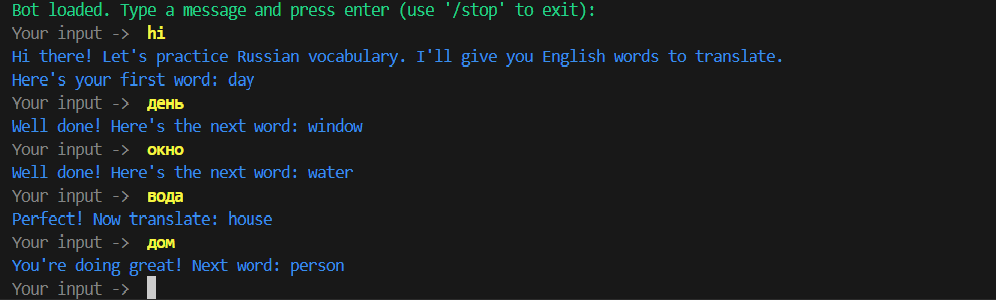 Bot loaded. Type a message and press enter (use '/stop' to exit):
Your input ->  hi
Hi there! Let's practice Russian vocabulary. I'll give you English words to translate.
Here's your first word: day
Your input ->  день
Well done! Here's the next word: window
Your input ->  окно
Well done! Here's the next word: water
Your input ->  вода
Perfect! Now translate: house
Your input ->  дом
You're doing great! Next word: person
Your input ->